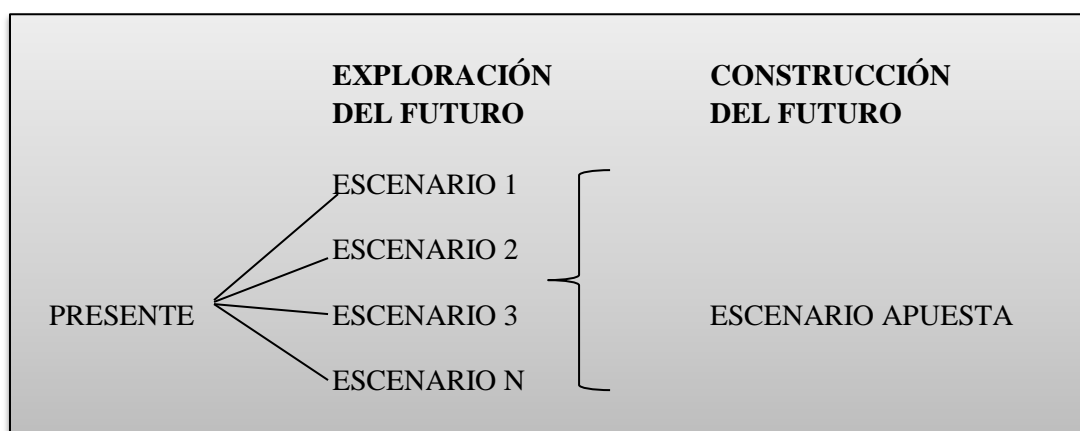 EXPLORACIÓN
DEL FUTURO
CONSTRUCCIÓN
DEL FUTURO
ESCENARIO 1
ESCENARIO 2
PRESENTE
ESCENARIO 3
ESCENARIO APUESTA
ESCENARIO N